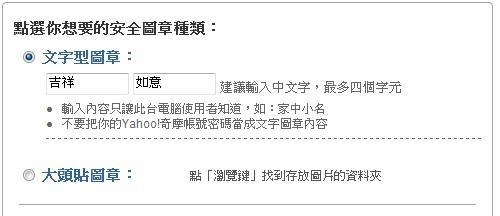 點選你想要的安全圖章種類：
文字型圖章：
吉祥 如意 建議輸入中文字，最多四個字元
輸入內容只讓此台電腦使用者知道，如：家中小名
不要把你的Yahoo!奇摩帳號密碼當成文字圖章內容
大頭貼圖章： 點「瀏覽鍵」找到存放圖片的資料夾